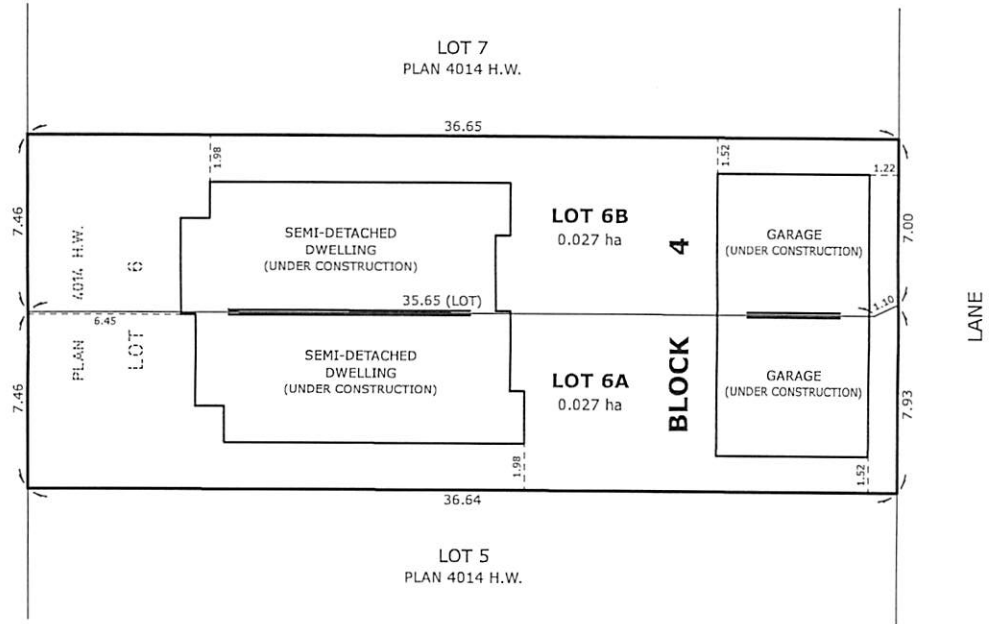 LOT 7
PLAN 4014 H.W.
36.65
1.98
1.52
1.22
7.46
7.00
LOT 6B
0.027 ha
SEMI-DETACHED
DWELLING
(UNDER CONSTRUCTION)
4
GARAGE
(UNDER CONSTRUCTION)
PLAN 4014 H.W.
LOT 6
35.65 (LOT)
1.10
6.45
LANE
SEMI-DETACHED
DWELLING
(UNDER CONSTRUCTION)
LOT 6A
0.027 ha
BLOCK
GARAGE
(UNDER CONSTRUCTION)
7.46
7.93
1.98
1.52
36.64
LOT 5
PLAN 4014 H.W.